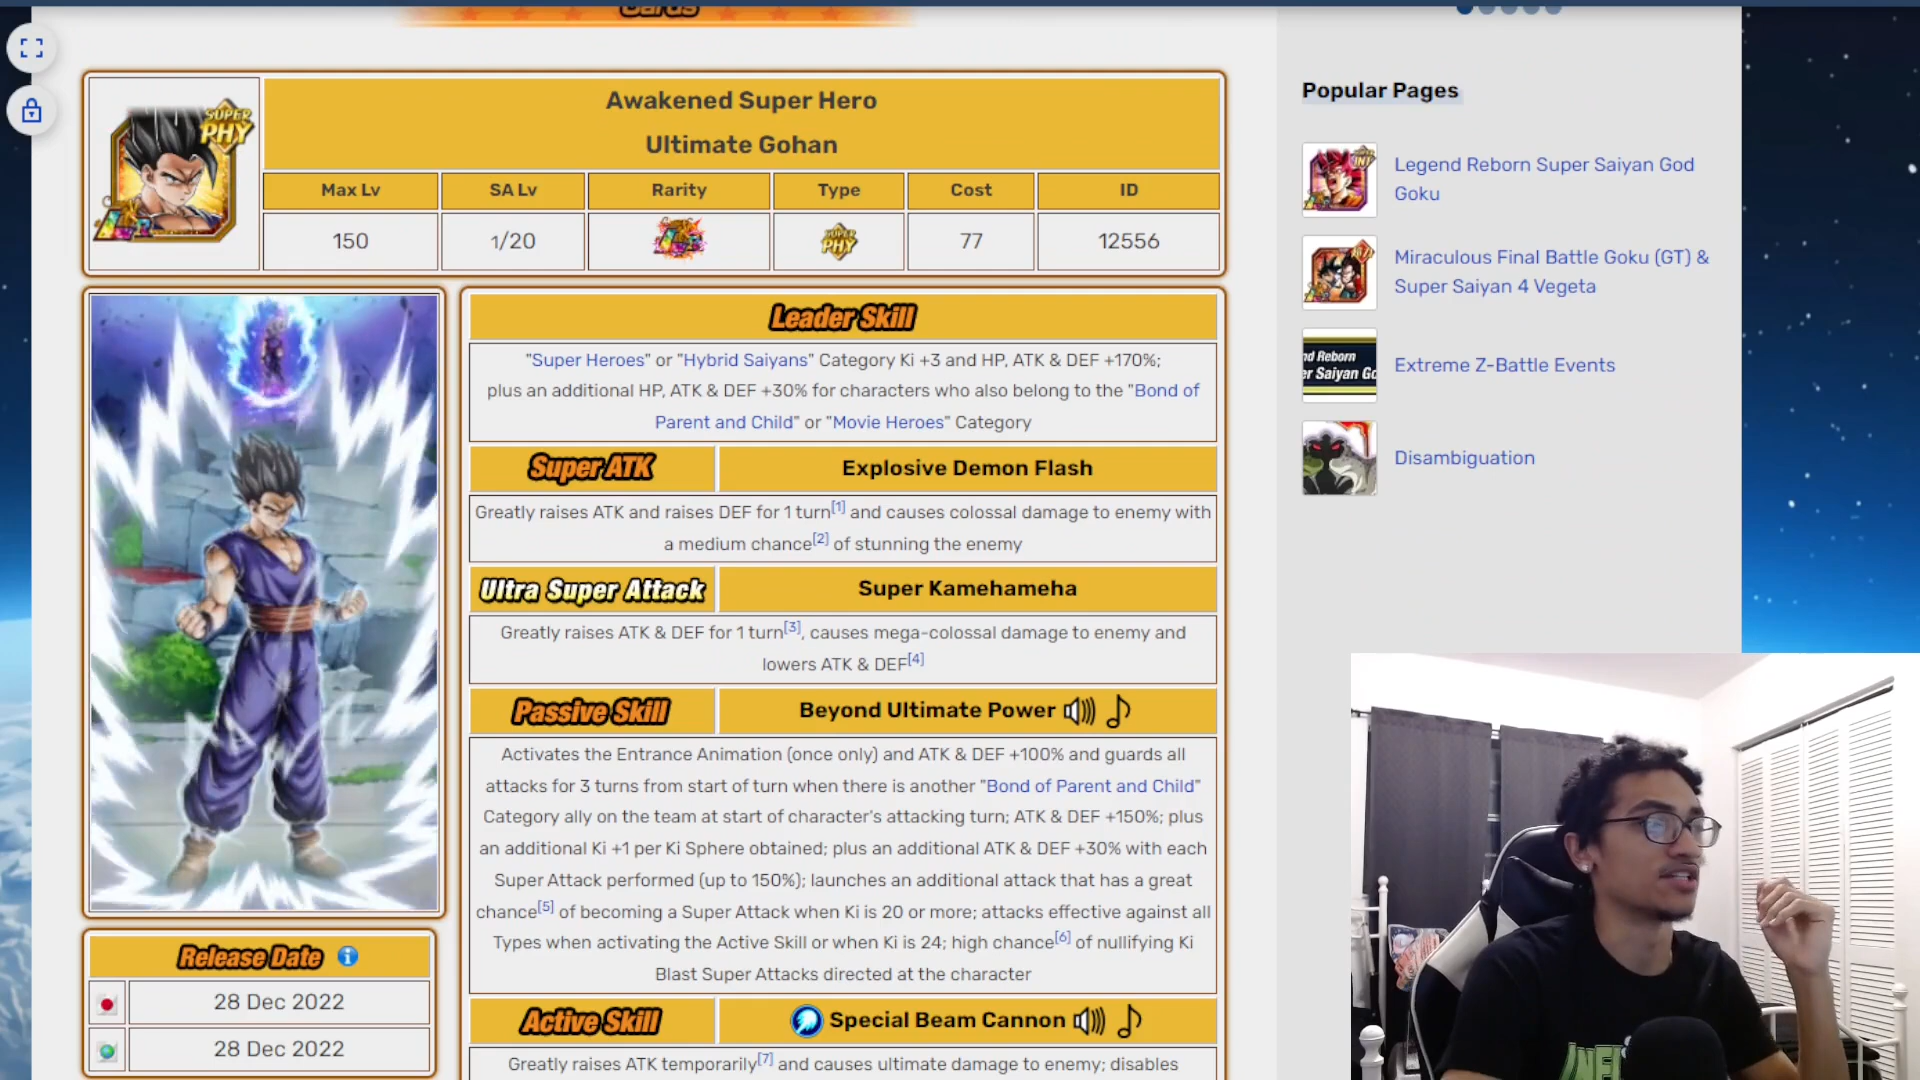 Cards
Awakened Super Hero
Ultimate Gohan
SUPER
PHY
LR
Max Lv
SA Lv
Rarity
Type
Cost
ID
150
1/20
LR
SUPER
PHY
77
12556
Leader Skill
"Super Heroes" or "Hybrid Saiyans" Category Ki +3 and HP, ATK & DEF +170%;
plus an additional HP, ATK & DEF +30% for characters who also belong to the "Bond of
Parent and Child" or "Movie Heroes" Category
Super ATK
Explosive Demon Flash
Greatly raises ATK and raises DEF for 1 turn[1] and causes colossal damage to enemy with
a medium chance[2] of stunning the enemy
Ultra Super Attack
Super Kamehameha
Greatly raises ATK & DEF for 1 turn[3], causes mega-colossal damage to enemy and
lowers ATK & DEF[4]
Passive Skill
Beyond Ultimate Power
Activates the Entrance Animation (once only) and ATK & DEF +100% and guards all
attacks for 3 turns from start of turn when there is another "Bond of Parent and Child"
Category ally on the team at start of character's attacking turn; ATK & DEF +150%; plus
an additional Ki +1 per Ki Sphere obtained; plus an additional ATK & DEF +30% with each
Super Attack performed (up to 150%); launches an additional attack that has a great
chance[5] of becoming a Super Attack when Ki is 20 or more; attacks effective against all
Types when activating the Active Skill or when Ki is 24; high chance[6] of nullifying Ki
Blast Super Attacks directed at the character
Active Skill
Special Beam Cannon
Greatly raises ATK temporarily[7] and causes ultimate damage to enemy; disables
Release Date
28 Dec 2022
28 Dec 2022
Popular Pages
Legend Reborn Super Saiyan God
Goku
Miraculous Final Battle Goku (GT) &
Super Saiyan 4 Vegeta
nd Reborn
er Saiyan Go
Extreme Z-Battle Events
Disambiguation